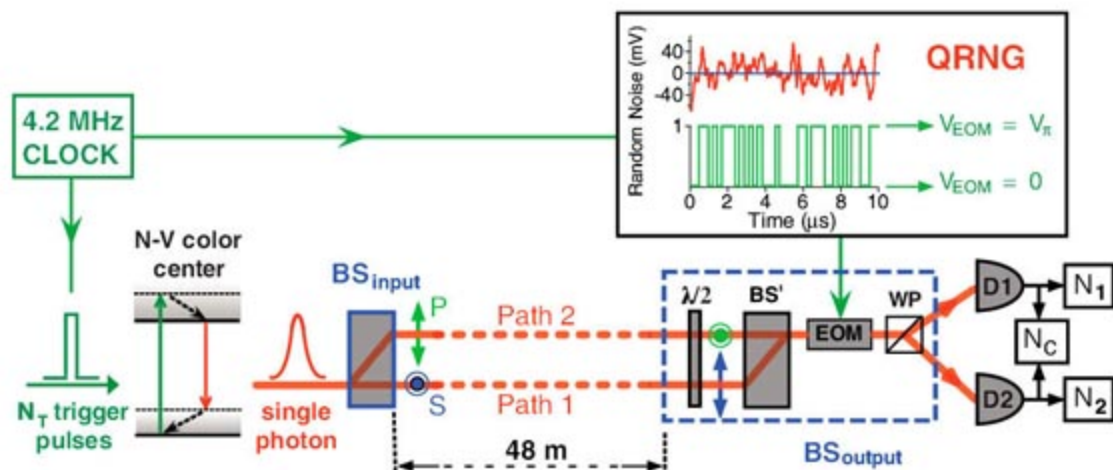 4.2 MHz
CLOCK
Random Noise (mV)
40
0
-40
QRNG
1
V_EOM = V_π
V_EOM = 0
0 2 4 6 8 10
Time (μs)
N-V color
center
N_T trigger
pulses
single
photon
BS_input
P
S
Path 2
Path 1
48 m
λ/2
BS'
EOM
WP
BS_output
D1
D2
N_1
N_C
N_2